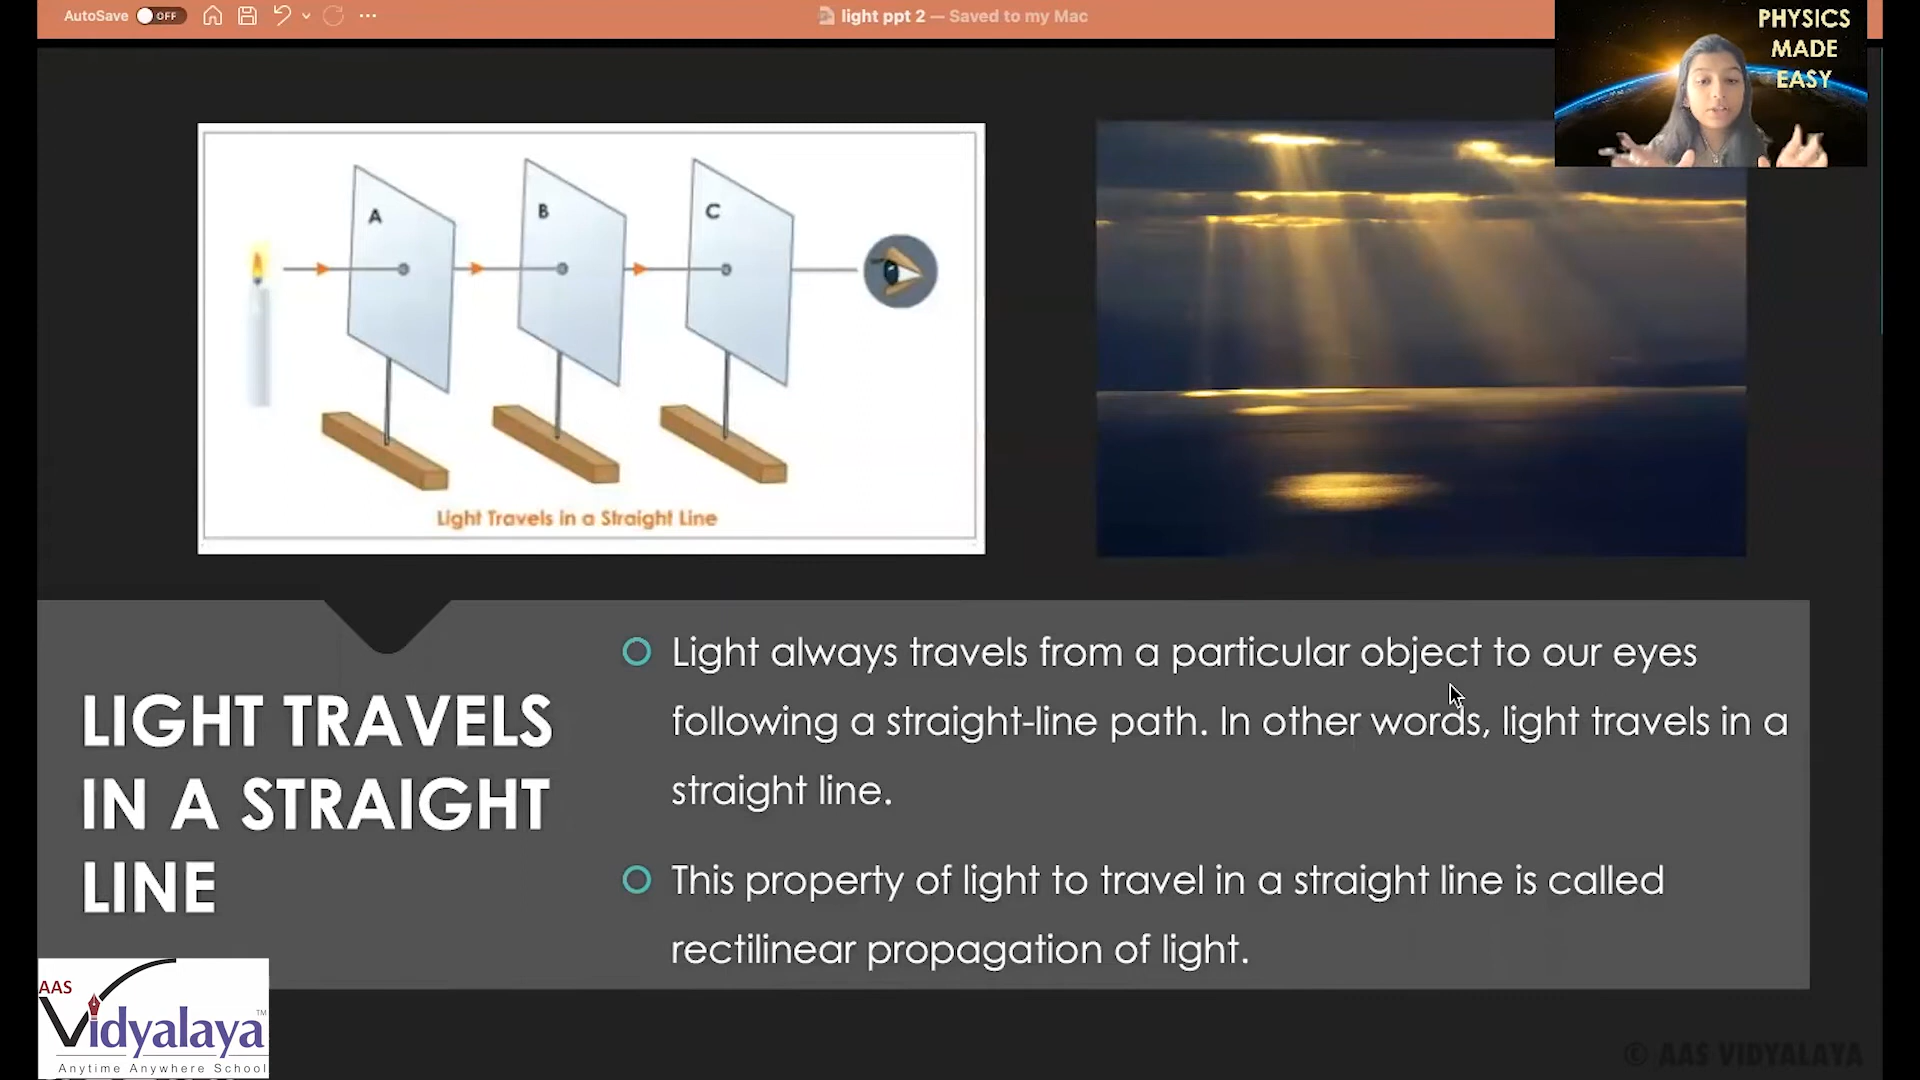 AutoSave OFF
light ppt 2 — Saved to my Mac
PHYSICS
MADE
EASY
A
B
C
Light Travels in a Straight Line
LIGHT TRAVELS
IN A STRAIGHT
LINE
Light always travels from a particular object to our eyes
following a straight-line path. In other words, light travels in a
straight line.
This property of light to travel in a straight line is called
rectilinear propagation of light.
AAS
Vidyalaya TM
Anytime Anywhere School
© AAS VIDYALAYA